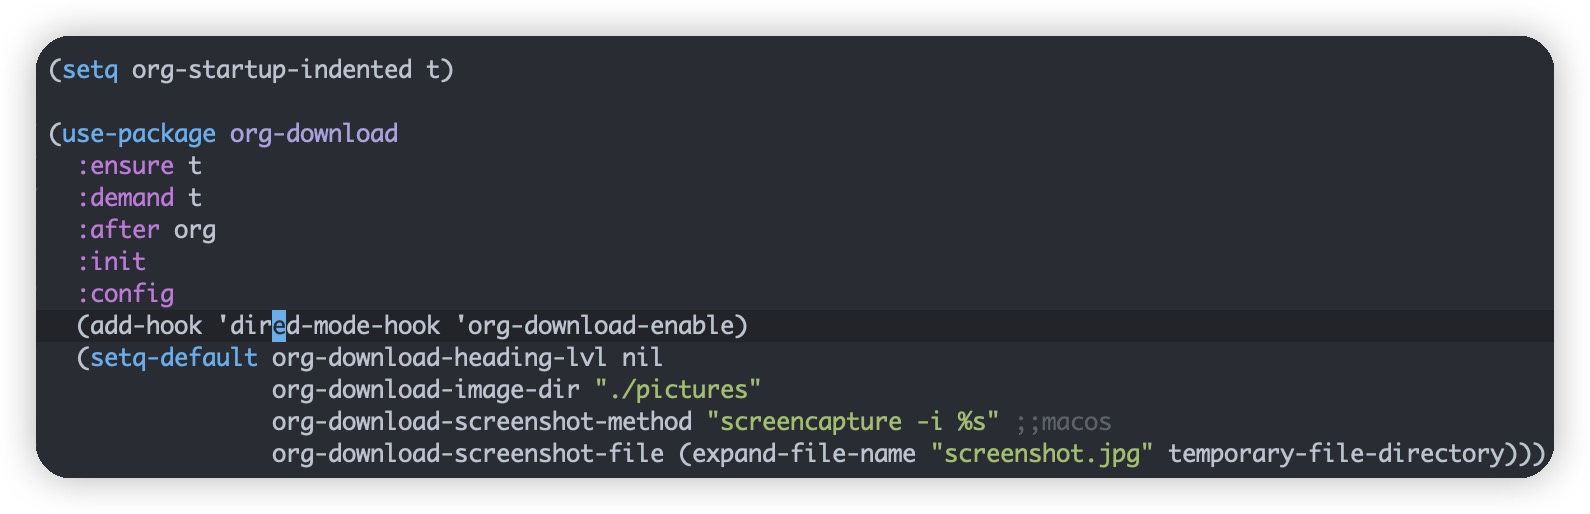 (setq org-startup-indented t)
(use-package org-download
:ensure t
:demand t
:after org
:init
:config
(add-hook 'dired-mode-hook 'org-download-enable)
(setq-default org-download-heading-lvl nil
org-download-image-dir "./pictures"
org-download-screenshot-method "screencapture -i %s" ;;macos
org-download-screenshot-file (expand-file-name "screenshot.jpg" temporary-file-directory)))